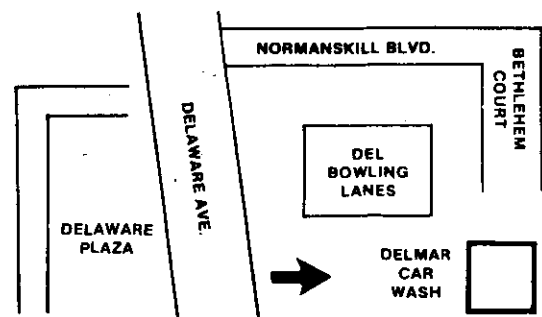 NORMANSKILL BLVD.
BETHLEHEM
COURT
DELAWARE AVE.
DEL
BOWLING
LANES
DELAWARE
PLAZA
DELMAR
CAR
WASH